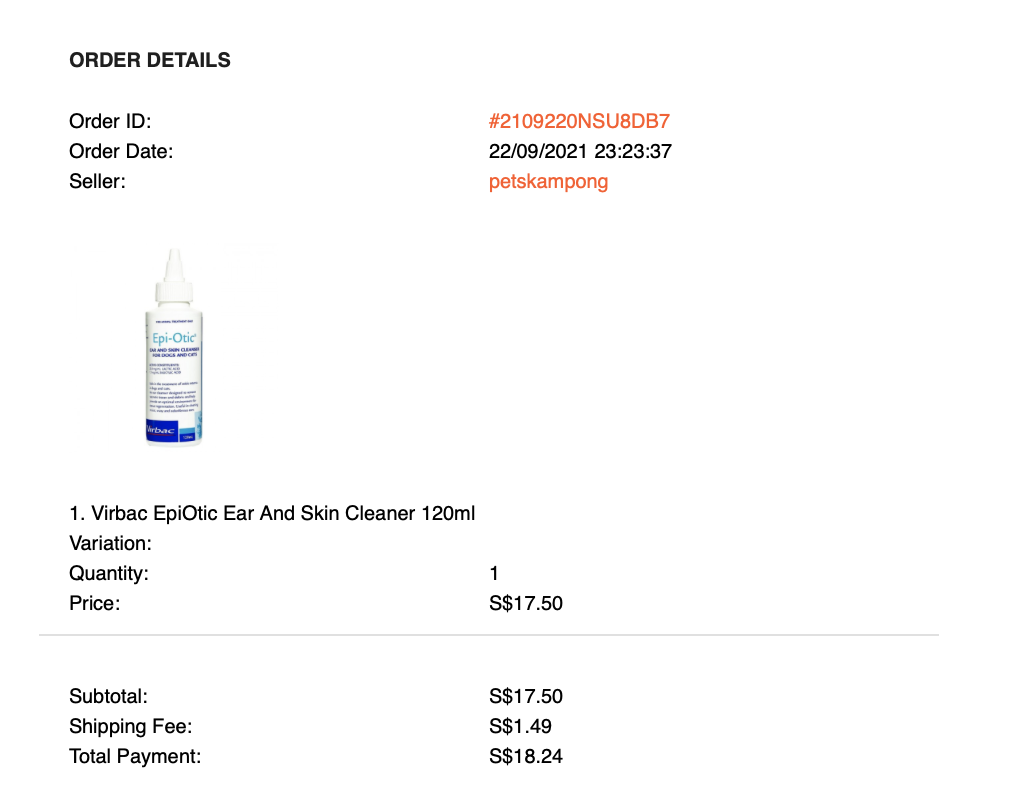 ORDER DETAILS
Order ID: #2109220NSU8DB7
Order Date: 22/09/2021 23:23:37
Seller: petskampong
Epi-Otic
EAR AND SKIN CLEANSER
FOR DOGS AND CATS
Virbac
1. Virbac EpiOtic Ear And Skin Cleaner 120ml
Variation:
Quantity: 1
Price: S$17.50
Subtotal: S$17.50
Shipping Fee: S$1.49
Total Payment: S$18.24